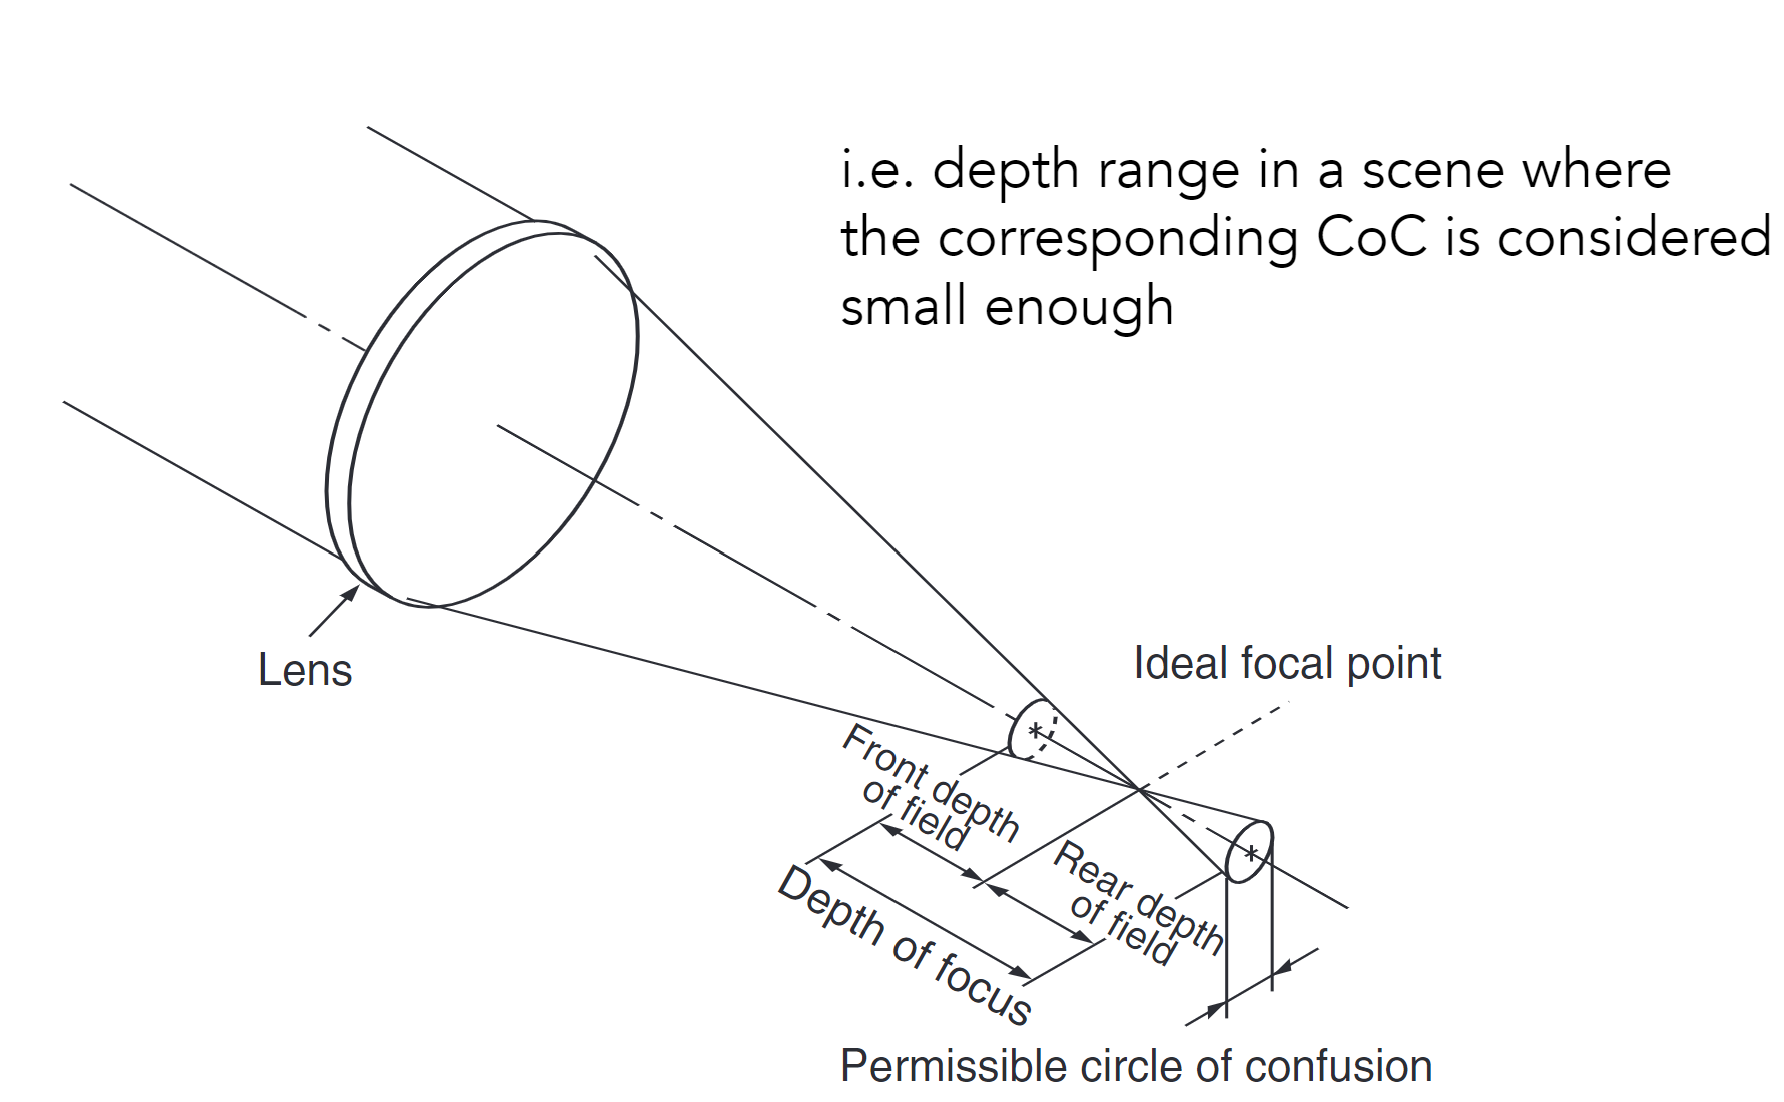 i.e. depth range in a scene where
the corresponding CoC is considered
small enough
Lens
Ideal focal point
Front depth
of field
Rear depth
of field
Depth of focus
Permissible circle of confusion